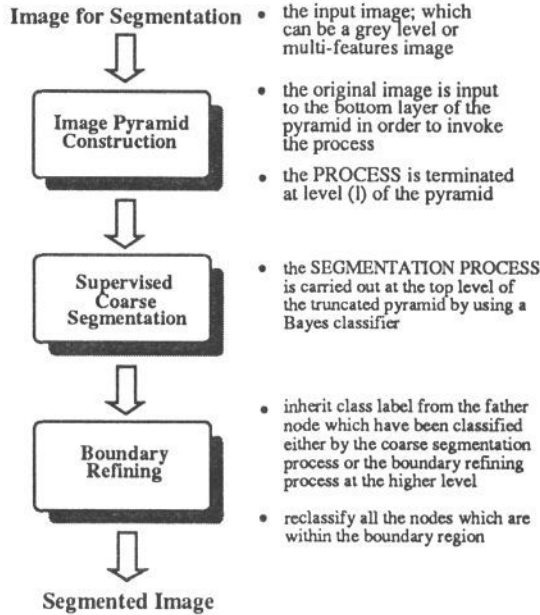 Image for Segmentation
• the input image; which
can be a grey level or
multi-features image
Image Pyramid
Construction
• the original image is input
to the bottom layer of the
pyramid in order to invoke
the process
• the PROCESS is terminated
at level (l) of the pyramid
Supervised
Coarse
Segmentation
• the SEGMENTATION PROCESS
is carried out at the top level of
the truncated pyramid by using a
Bayes classifier
Boundary
Refining
• inherit class label from the father
node which have been classified
either by the coarse segmentation
process or the boundary refining
process at the higher level
• reclassify all the nodes which are
within the boundary region
Segmented Image